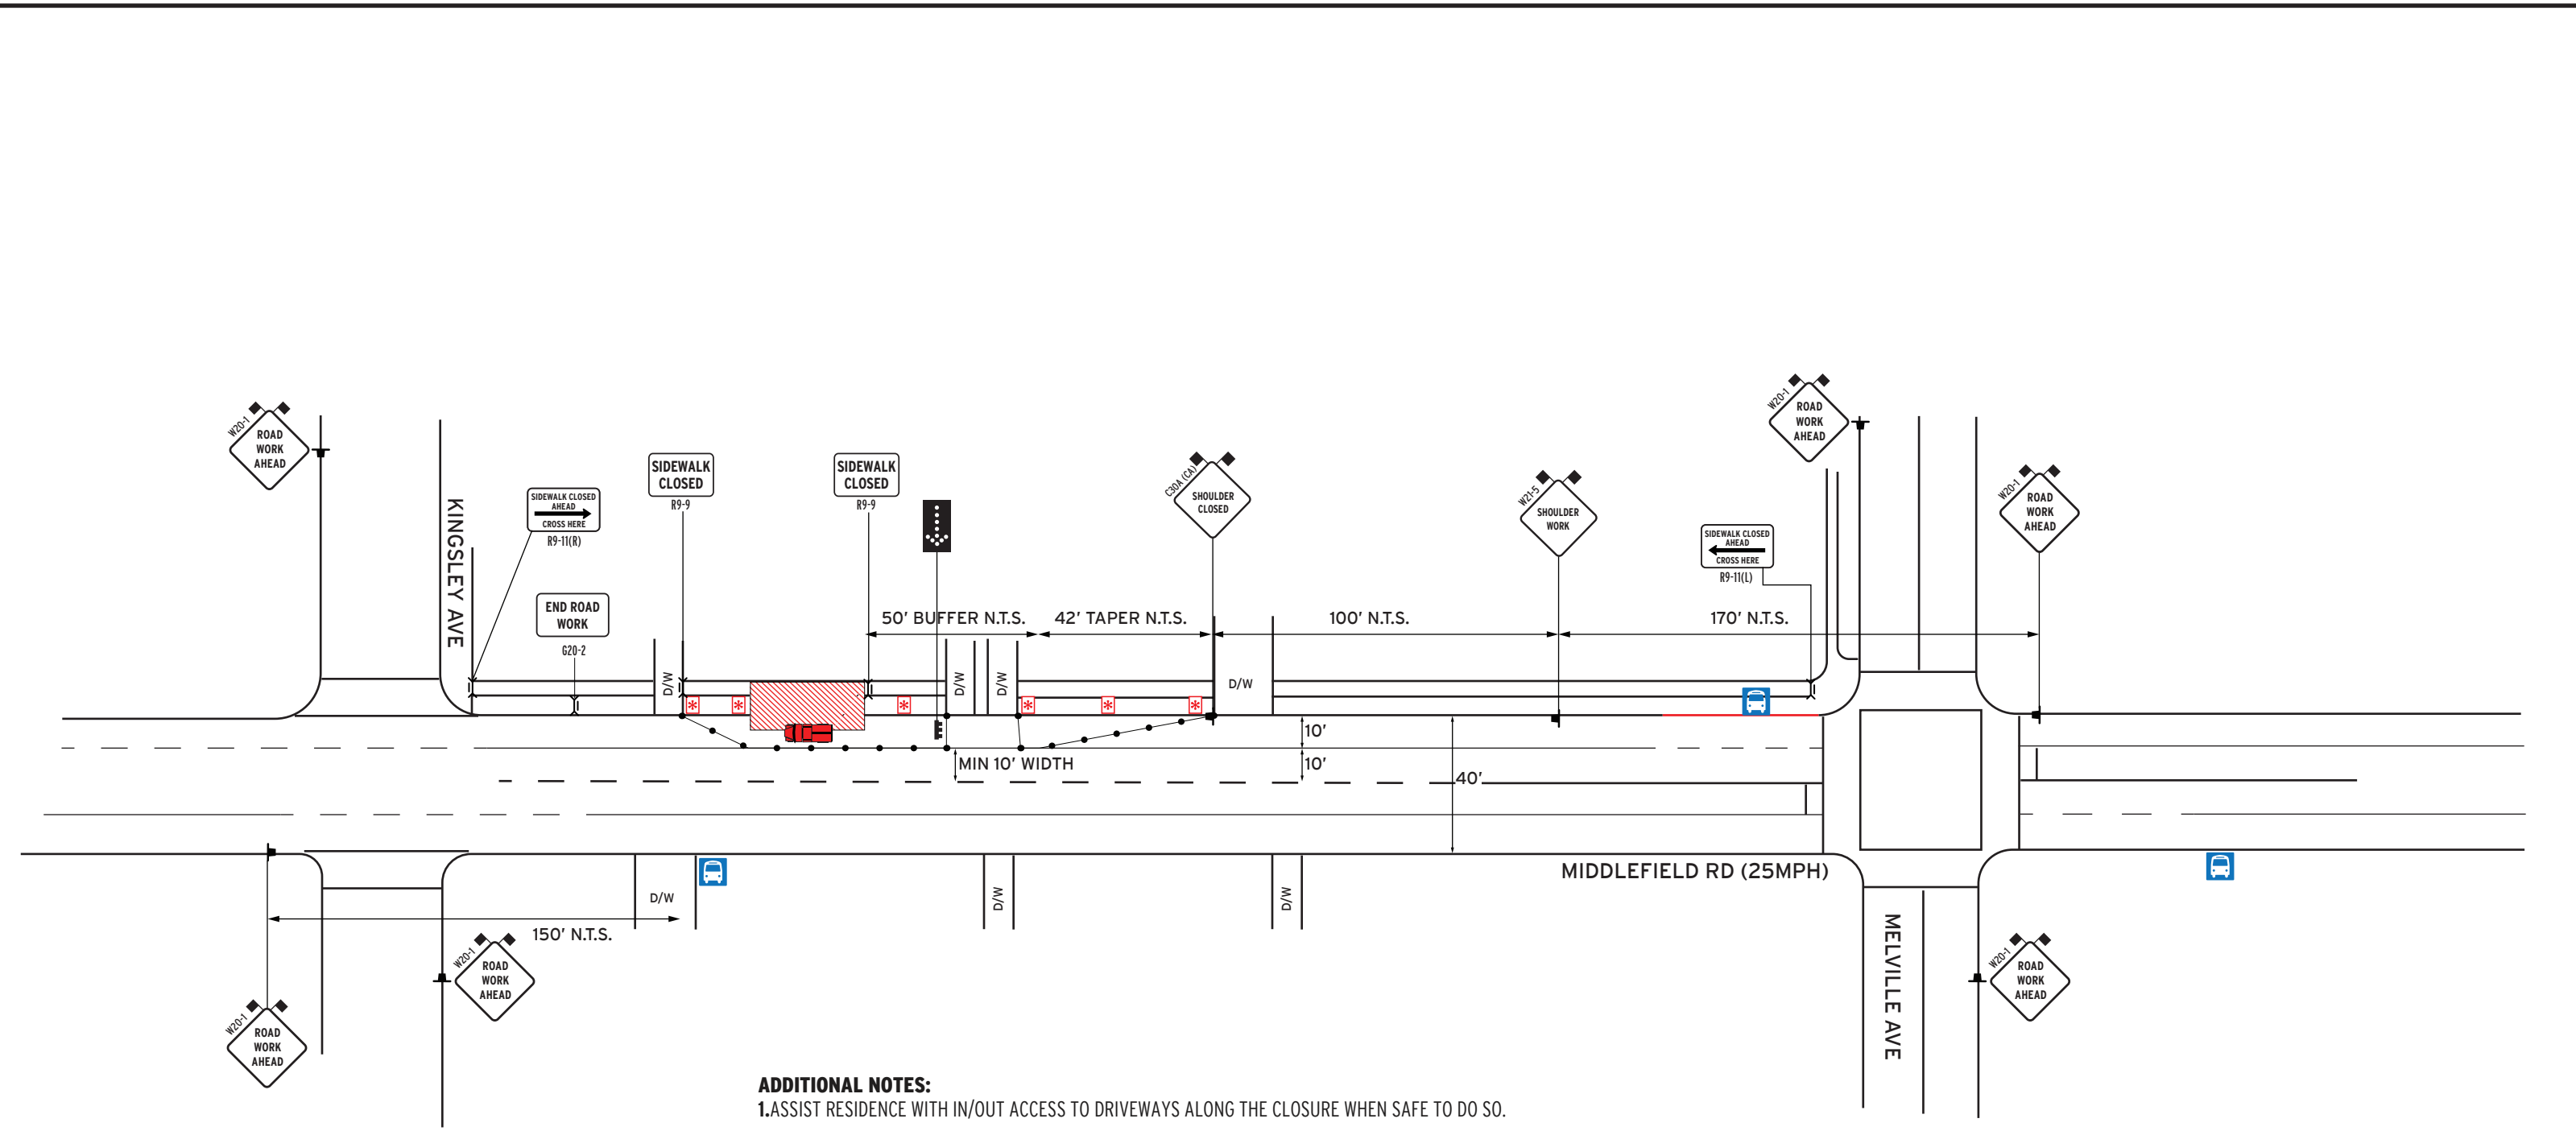 W20-1
ROAD
WORK
AHEAD
KINGSLEY AVE
SIDEWALK CLOSED
AHEAD
CROSS HERE
R9-11(R)
END ROAD
WORK
G20-2
SIDEWALK
CLOSED
R9-9
SIDEWALK
CLOSED
R9-9
C30A (CA)
SHOULDER
CLOSED
W21-5
SHOULDER
WORK
SIDEWALK CLOSED
AHEAD
CROSS HERE
R9-11(L)
W20-1
ROAD
WORK
AHEAD
W20-1
ROAD
WORK
AHEAD
50' BUFFER N.T.S.
42' TAPER N.T.S.
100' N.T.S.
170' N.T.S.
D/W
D/W
D/W
D/W
*
*
*
*
*
*
10'
MIN 10' WIDTH
10'
40'
MIDDLEFIELD RD (25MPH)
D/W
D/W
D/W
150' N.T.S.
W20-1
ROAD
WORK
AHEAD
W20-1
ROAD
WORK
AHEAD
MELVILLE AVE
W20-1
ROAD
WORK
AHEAD
ADDITIONAL NOTES:
1.ASSIST RESIDENCE WITH IN/OUT ACCESS TO DRIVEWAYS ALONG THE CLOSURE WHEN SAFE TO DO SO.